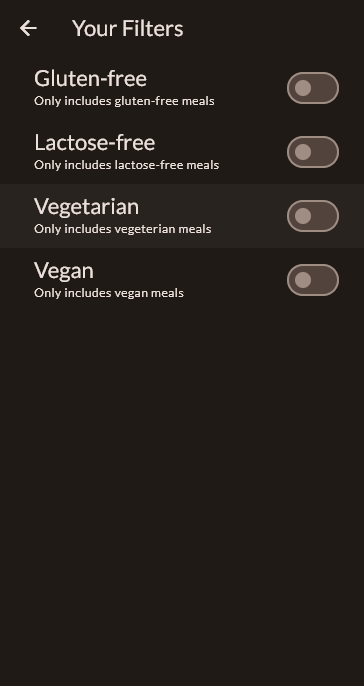 Your Filters
Gluten-free
Only includes gluten-free meals
Lactose-free
Only includes lactose-free meals
Vegetarian
Only includes vegeterian meals
Vegan
Only includes vegan meals